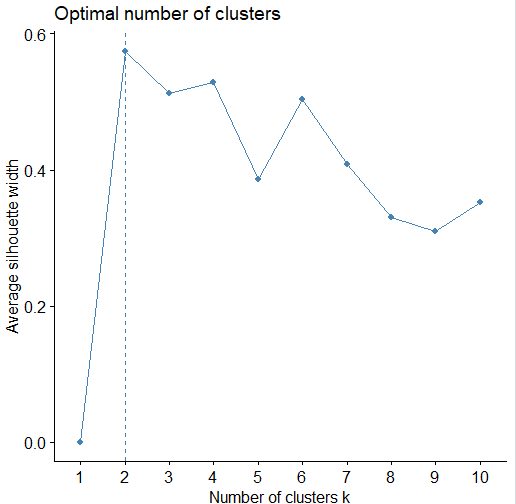 Optimal number of clusters
Average silhouette width
0.6
0.4
0.2
0.0
1 2 3 4 5 6 7 8 9 10
Number of clusters k